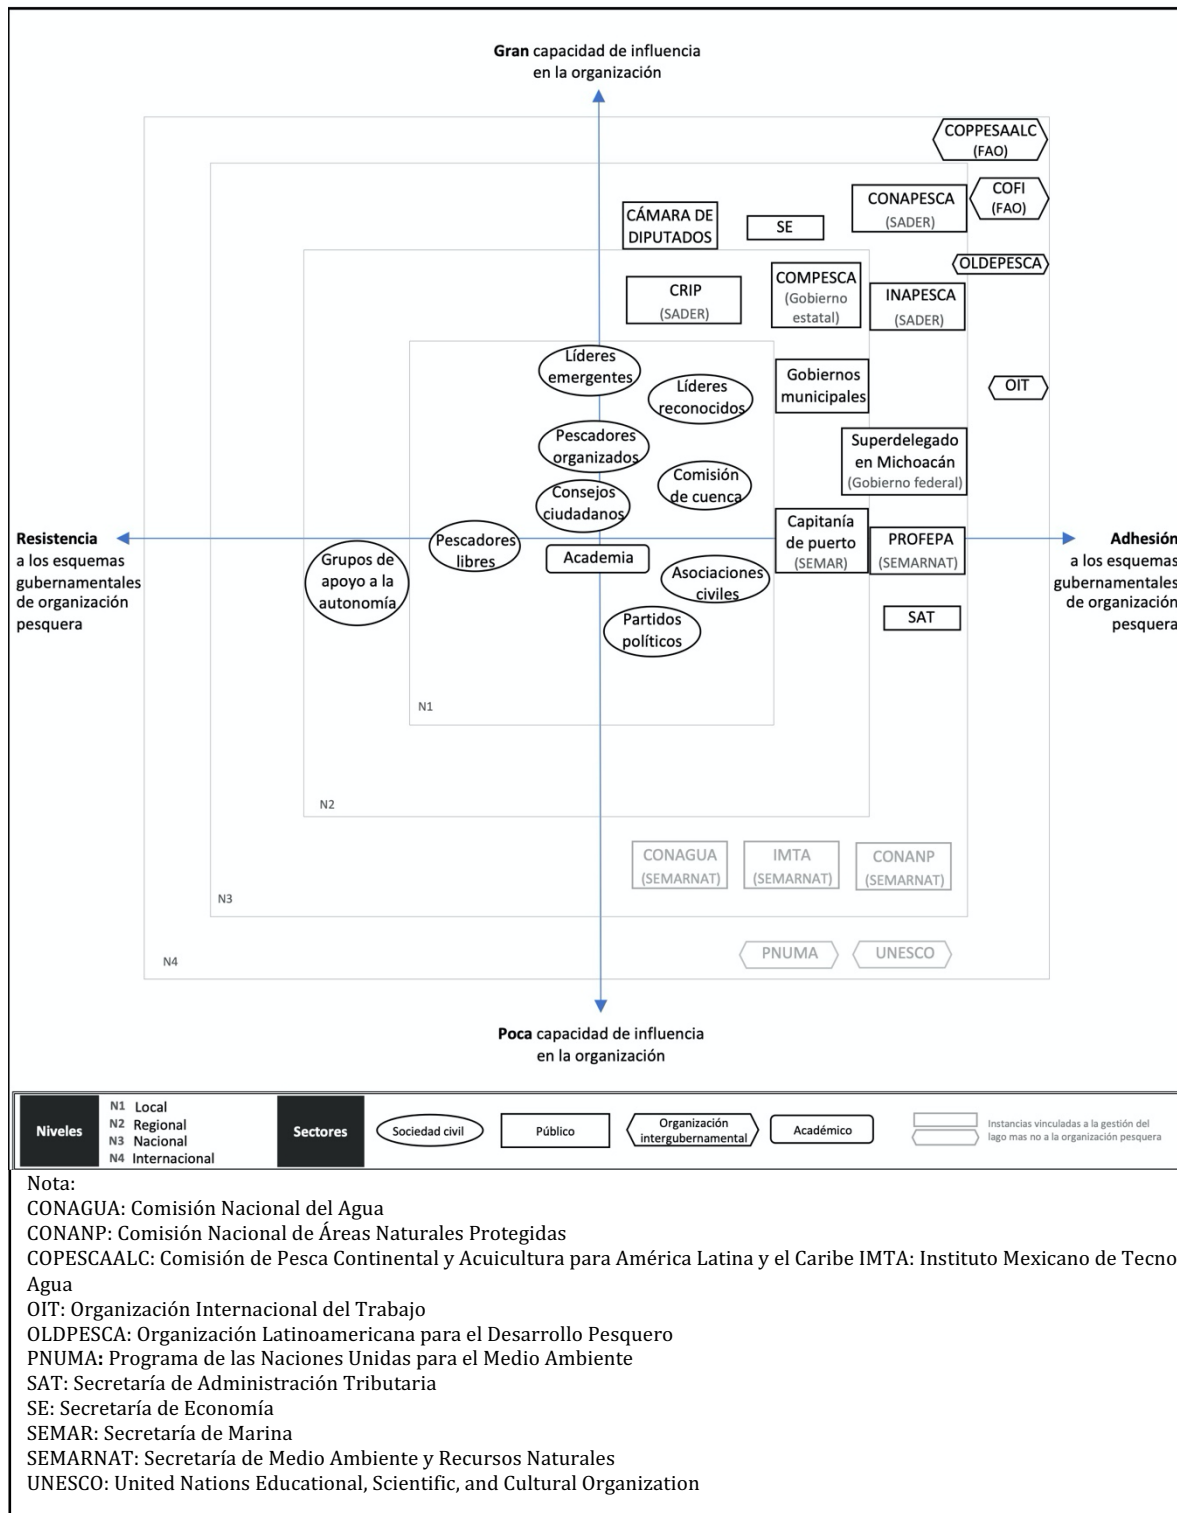 Gran capacidad de influencia
en la organización
COPPESAALC
(FAO)
COFI
(FAO)
CONAPESCA
(SADER)
CÁMARA DE
DIPUTADOS
SE
OLDEPESCA
COMPESCA
(Gobierno
estatal)
CRIP
(SADER)
INAPESCA
(SADER)
Líderes
emergentes
Líderes
reconocidos
Gobiernos
municipales
OIT
Pescadores
organizados
Superdelegado
en Michoacán
(Gobierno federal)
Comisión
de cuenca
Consejos
ciudadanos
Resistencia
a los esquemas
gubernamentales
de organización
pesquera
Grupos de
apoyo a la
autonomía
Pescadores
libres
Academia
Asociaciones
civiles
Capitanía
de puerto
(SEMAR)
PROFEPA
(SEMARNAT)
Adhesión
a los esquemas
gubernamentales
de organización
pesquera
Partidos
políticos
SAT
N1
N2
CONAGUA
(SEMARNAT)
IMTA
(SEMARNAT)
CONANP
(SEMARNAT)
N3
PNUMA
UNESCO
N4
Poca capacidad de influencia
en la organización
Niveles
N1 Local
N2 Regional
N3 Nacional
N4 Internacional
Sectores
Sociedad civil
Público
Organización
intergubernamental
Académico
Instancias vinculadas a la gestión del
lago mas no a la organización pesquera
Nota:
CONAGUA: Comisión Nacional del Agua
CONANP: Comisión Nacional de Áreas Naturales Protegidas
COPESCAALC: Comisión de Pesca Continental y Acuicultura para América Latina y el Caribe IMTA: Instituto Mexicano de Tecno
Agua
OIT: Organización Internacional del Trabajo
OLDPESCA: Organización Latinoamericana para el Desarrollo Pesquero
PNUMA: Programa de las Naciones Unidas para el Medio Ambiente
SAT: Secretaría de Administración Tributaria
SE: Secretaría de Economía
SEMAR: Secretaría de Marina
SEMARNAT: Secretaría de Medio Ambiente y Recursos Naturales
UNESCO: United Nations Educational, Scientific, and Cultural Organization